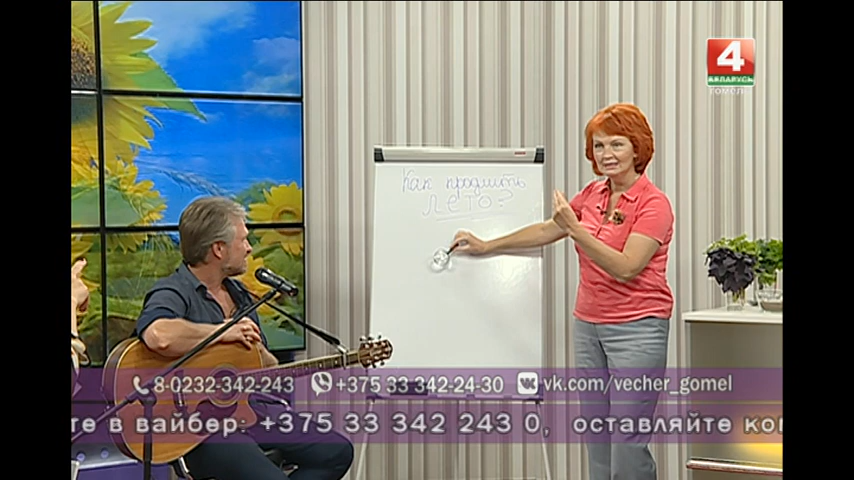 4
БЕЛАРУСЬ
ГОМЕЛЬ
Как продлить
ЛЕТО?
8-0232-342-243 +375 33 342-24-30 vk.com/vecher_gomel
те в вайбер: +375 33 342 243 0, оставляйте ко